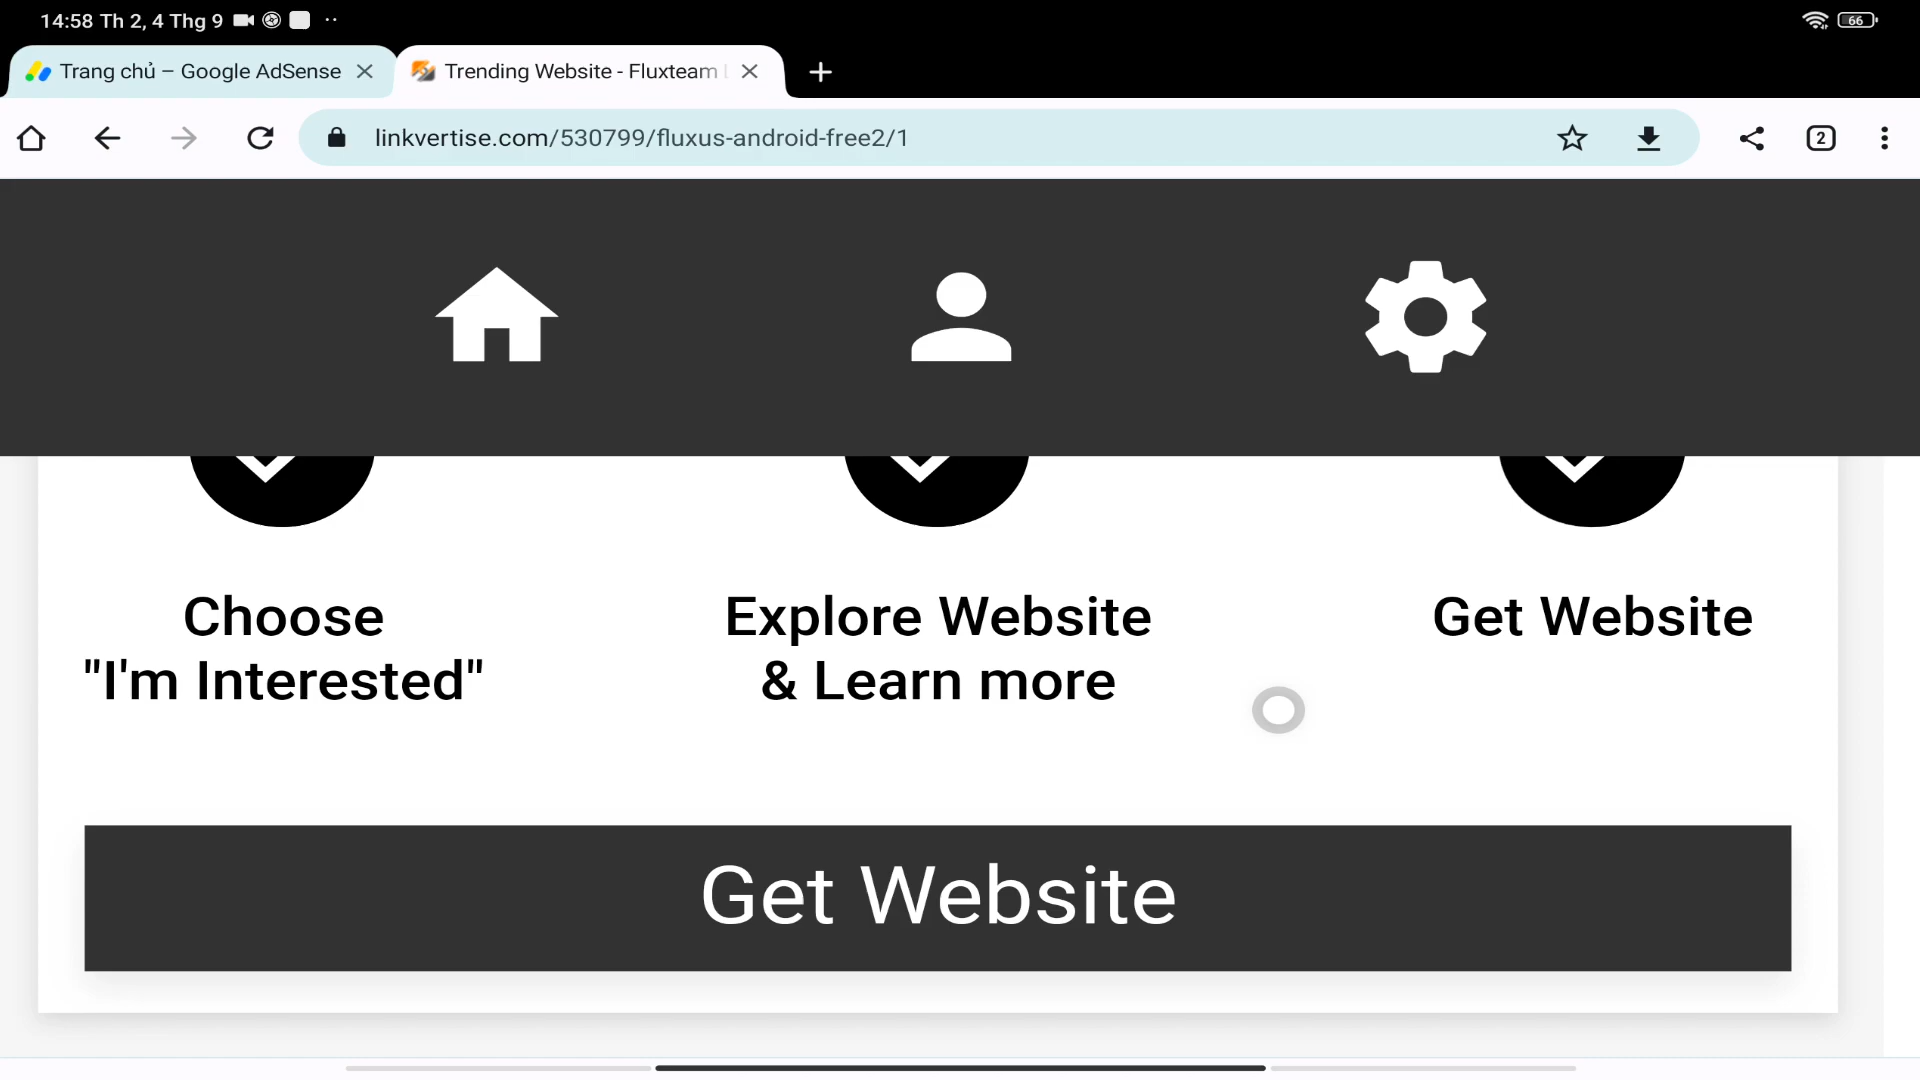 14:58 Th 2, 4 Thg 9
66
Trang chủ – Google AdSense
Trending Website - Fluxteam
linkvertise.com/530799/fluxus-android-free2/1
2
Choose
"I'm Interested"
Explore Website
& Learn more
Get Website
Get Website